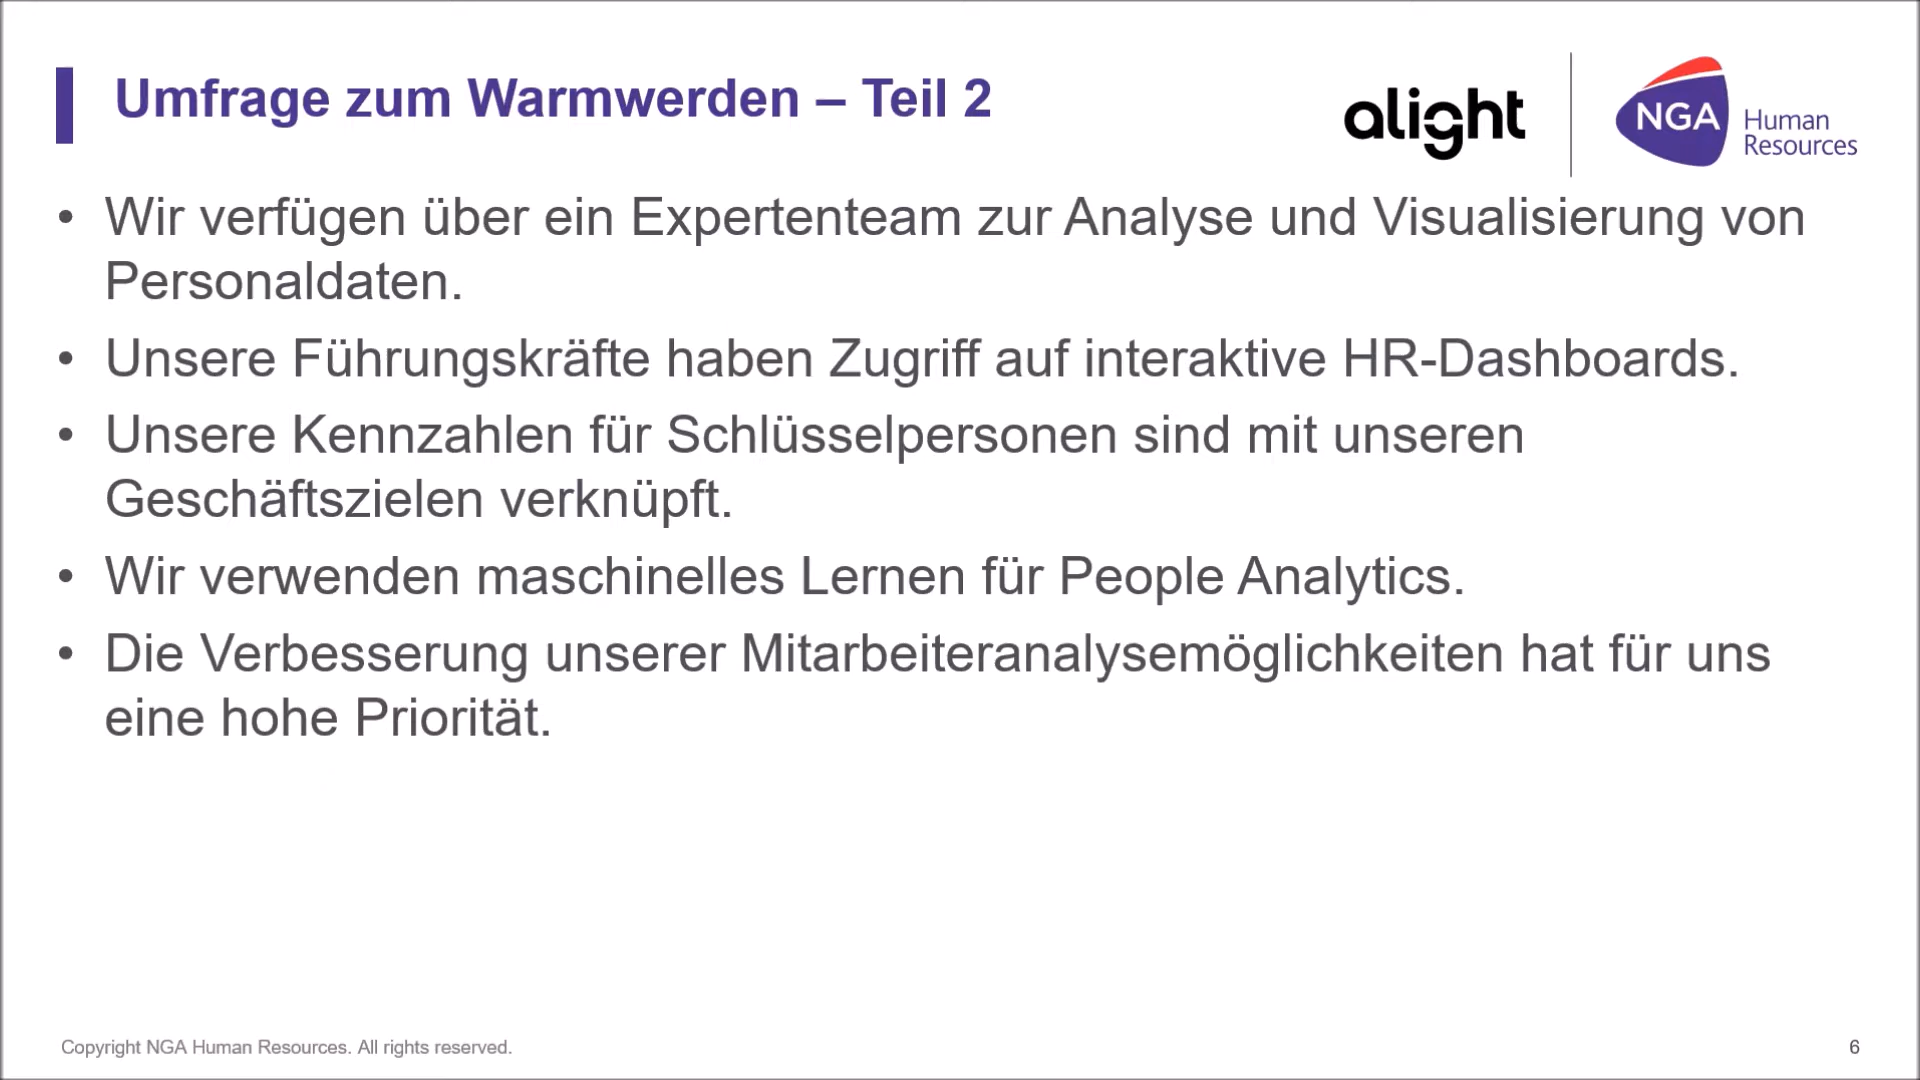 Umfrage zum Warmwerden – Teil 2
alight
NGA
Human
Resources
• Wir verfügen über ein Expertenteam zur Analyse und Visualisierung von
Personaldaten.
• Unsere Führungskräfte haben Zugriff auf interaktive HR-Dashboards.
• Unsere Kennzahlen für Schlüsselpersonen sind mit unseren
Geschäftszielen verknüpft.
• Wir verwenden maschinelles Lernen für People Analytics.
• Die Verbesserung unserer Mitarbeiteranalysemöglichkeiten hat für uns
eine hohe Priorität.
Copyright NGA Human Resources. All rights reserved.
6